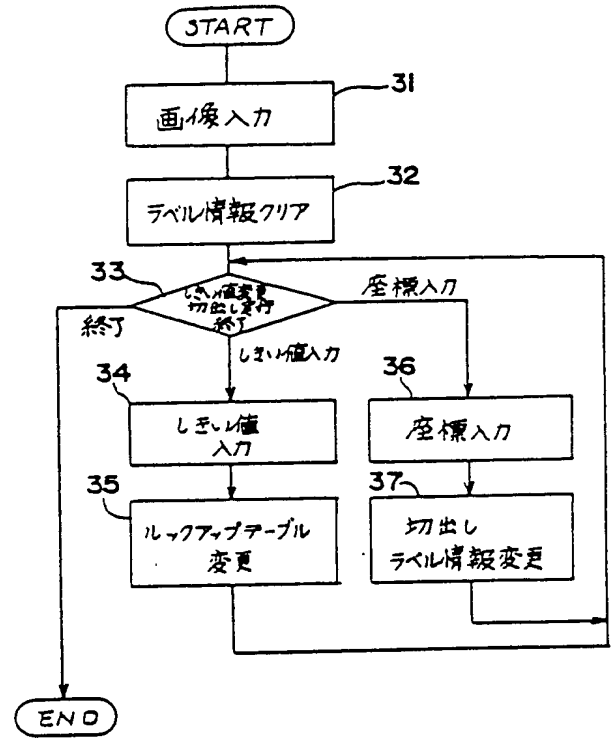 START
31
画像入力
32
ラベル情報クリア
33
しきい値変更
切出し実行
終了
座標入力
終了
しきい値入力
34
しきい値
入力
36
座標入力
35
ルックアップテーブル
変更
37
切出し
ラベル情報変更
END